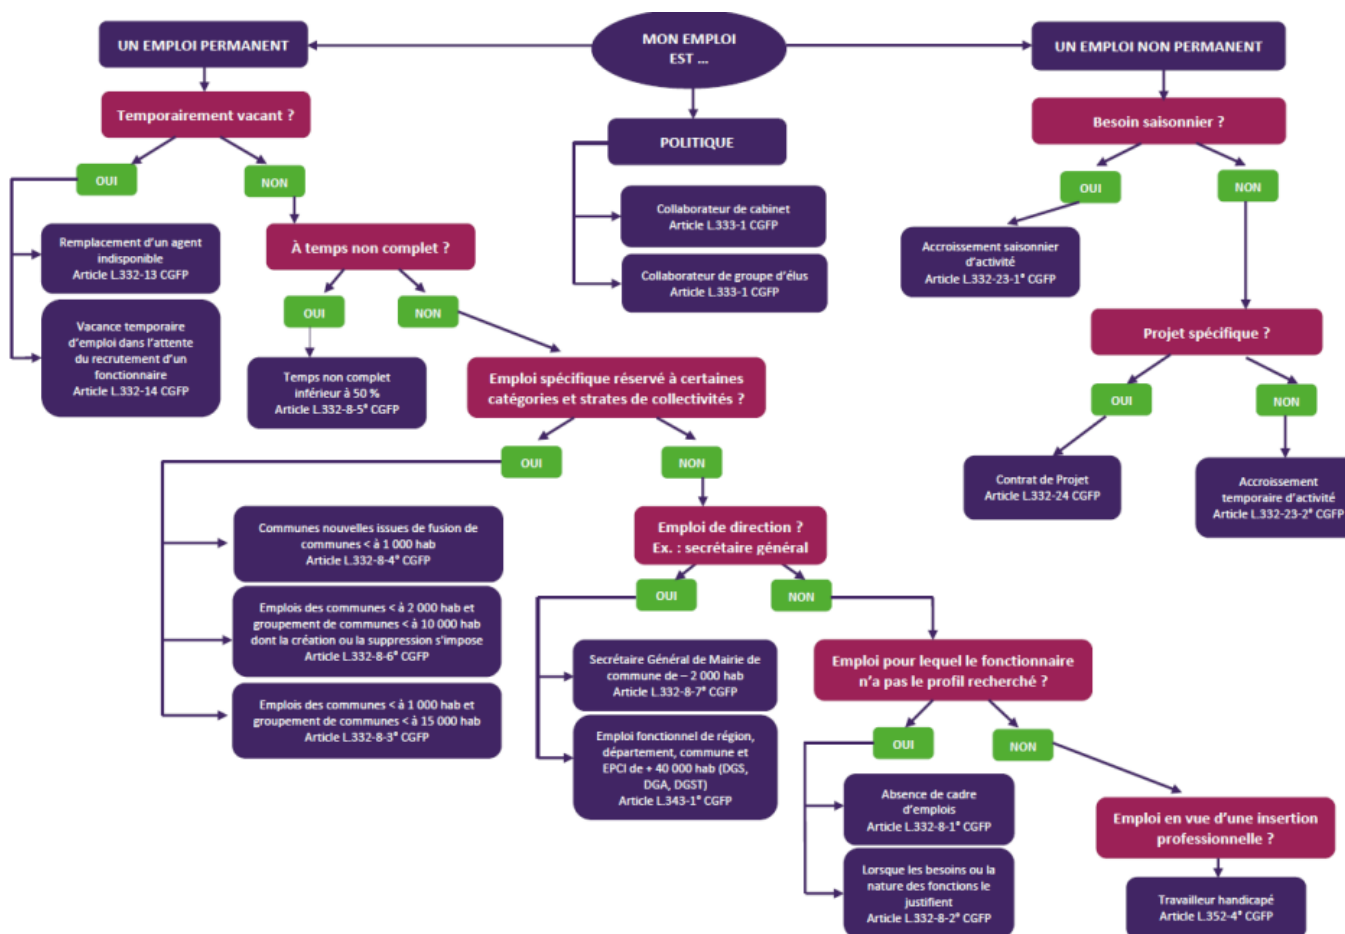 MON EMPLOI
EST ...
UN EMPLOI PERMANENT
UN EMPLOI NON PERMANENT
Temporairement vacant ?
OUI
NON
Remplacement d'un agent
indisponible
Article L.332-13 CGFP
Vacance temporaire
d'emploi dans l'attente
du recrutement d'un
fonctionnaire
Article L.332-14 CGFP
À temps non complet ?
OUI
NON
Temps non complet
inférieur à 50 %
Article L.332-8-5° CGFP
Emploi spécifique réservé à certaines
catégories et strates de collectivités ?
OUI
NON
Communes nouvelles issues de fusion de
communes < à 1 000 hab
Article L.332-8-4° CGFP
Emplois des communes < à 2 000 hab et
groupement de communes < à 10 000 hab
dont la création ou la suppression s'impose
Article L.332-8-6° CGFP
Emplois des communes < à 1 000 hab et
groupement de communes < à 15 000 hab
Article L.332-8-3° CGFP
Emploi de direction ?
Ex. : secrétaire général
OUI
NON
Secrétaire Général de Mairie de
commune de – 2 000 hab
Article L.332-8-7° CGFP
Emploi fonctionnel de région,
département, commune et
EPCI de + 40 000 hab (DGS,
DGA, DGST)
Article L.343-1° CGFP
Emploi pour lequel le fonctionnaire
n'a pas le profil recherché ?
OUI
NON
Absence de cadre
d'emplois
Article L.332-8-1° CGFP
Lorsque les besoins ou la
nature des fonctions le
justifient
Article L.332-8-2° CGFP
Emploi en vue d'une insertion
professionnelle ?
Travailleur handicapé
Article L.352-4° CGFP
POLITIQUE
Collaborateur de cabinet
Article L.333-1 CGFP
Collaborateur de groupe d'élus
Article L.333-1 CGFP
Besoin saisonnier ?
OUI
NON
Accroissement saisonnier
d'activité
Article L.332-23-1° CGFP
Projet spécifique ?
OUI
NON
Contrat de Projet
Article L.332-24 CGFP
Accroissement
temporaire d'activité
Article L.332-23-2° CGFP